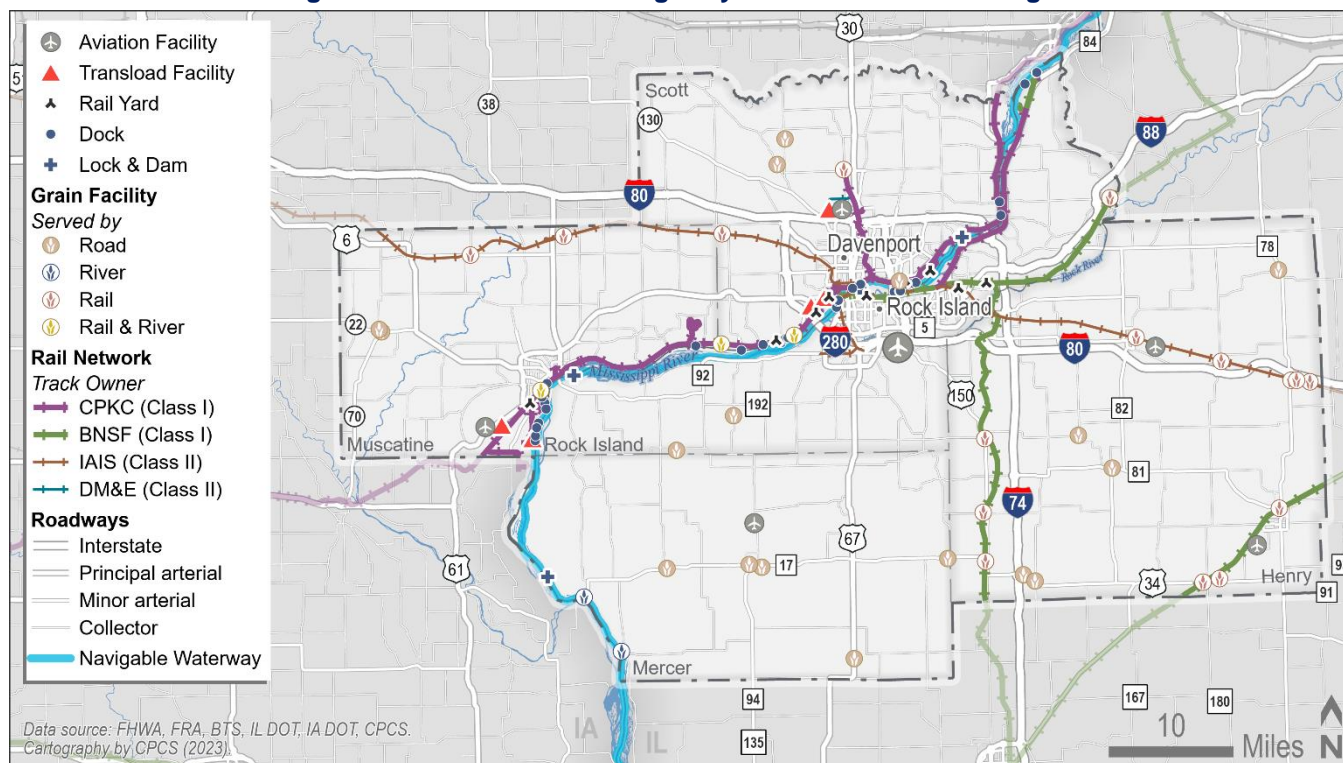 Aviation Facility
Transload Facility
Rail Yard
Dock
Lock & Dam
Grain Facility
Served by
Road
River
Rail
Rail & River
Rail Network
Track Owner
CPKC (Class I)
BNSF (Class I)
IAIS (Class II)
DM&E (Class II)
Roadways
Interstate
Principal arterial
Minor arterial
Collector
Navigable Waterway
Data source: FHWA, FRA, BTS, IL DOT, IA DOT, CPCS.
Cartography by CPCS (2023)
30
84
38
Scott
130
88
80
6
Davenport
78
Rock River
Rock Island
22
5
280
80
Mississippi River
92
192
150
82
70
Muscatine
Rock Island
81
74
61
67
17
34
Henry
91
Mercer
94
167
180
135
IA
IL
10
Miles
N